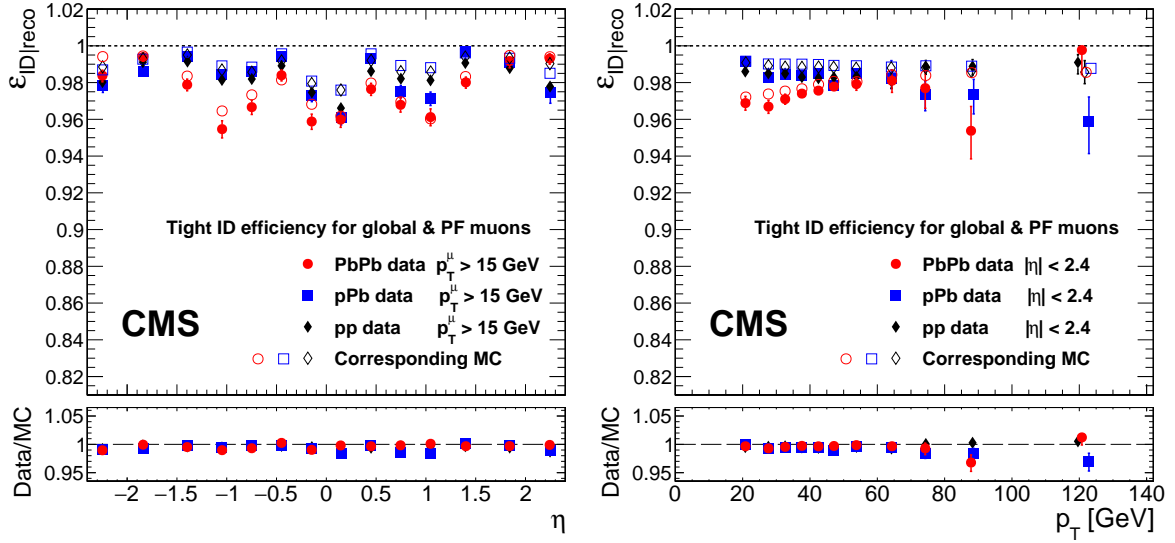 ε_ID|reco
1.02
1
0.98
0.96
0.94
0.92
0.9
0.88
0.86
0.84
0.82
Tight ID efficiency for global & PF muons
PbPb data p_T^μ > 15 GeV
pPb data p_T^μ > 15 GeV
CMS
pp data p_T^μ > 15 GeV
Corresponding MC
Data/MC
1.05
1
0.95
−2 −1.5 −1 −0.5 0 0.5 1 1.5 2
η
ε_ID|reco
1.02
1
0.98
0.96
0.94
0.92
0.9
0.88
0.86
0.84
0.82
Tight ID efficiency for global & PF muons
PbPb data |η| < 2.4
pPb data |η| < 2.4
CMS
pp data |η| < 2.4
Corresponding MC
Data/MC
1.05
1
0.95
0 20 40 60 80 100 120 140
p_T [GeV]